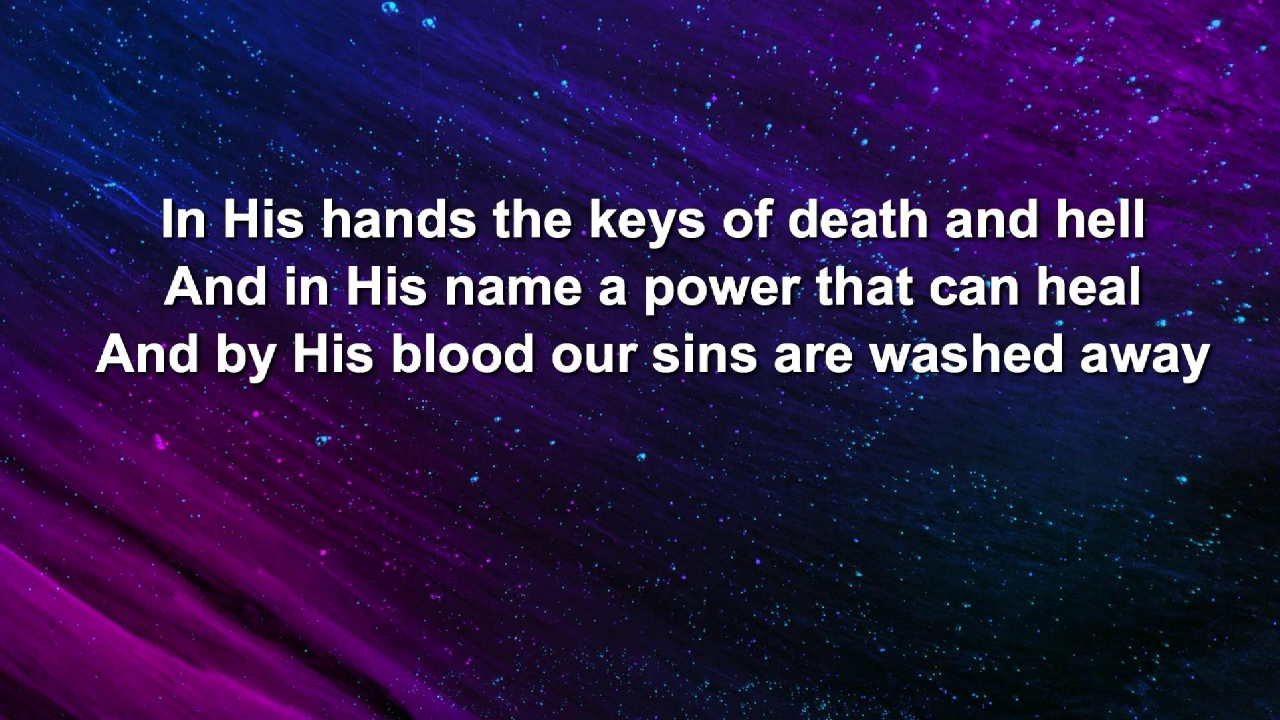 In His hands the keys of death and hell
And in His name a power that can heal
And by His blood our sins are washed away